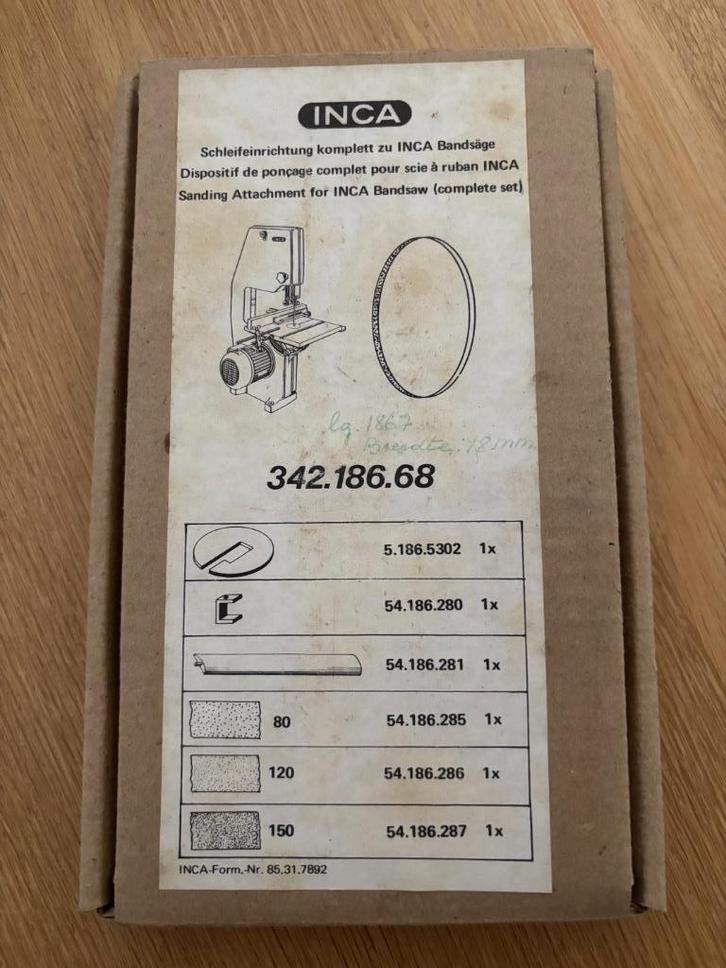 INCA
Schleifeinrichtung komplett zu INCA Bandsäge
Dispositif de ponçage complet pour scie à ruban INCA
Sanding Attachment for INCA Bandsaw (complete set)
INCA
lg. 1867
Breedte: 18mm
342.186.68
5.186.5302 1x
54.186.280 1x
54.186.281 1x
80 54.186.285 1x
120 54.186.286 1x
150 54.186.287 1x
INCA-Form.-Nr. 85.31.7892